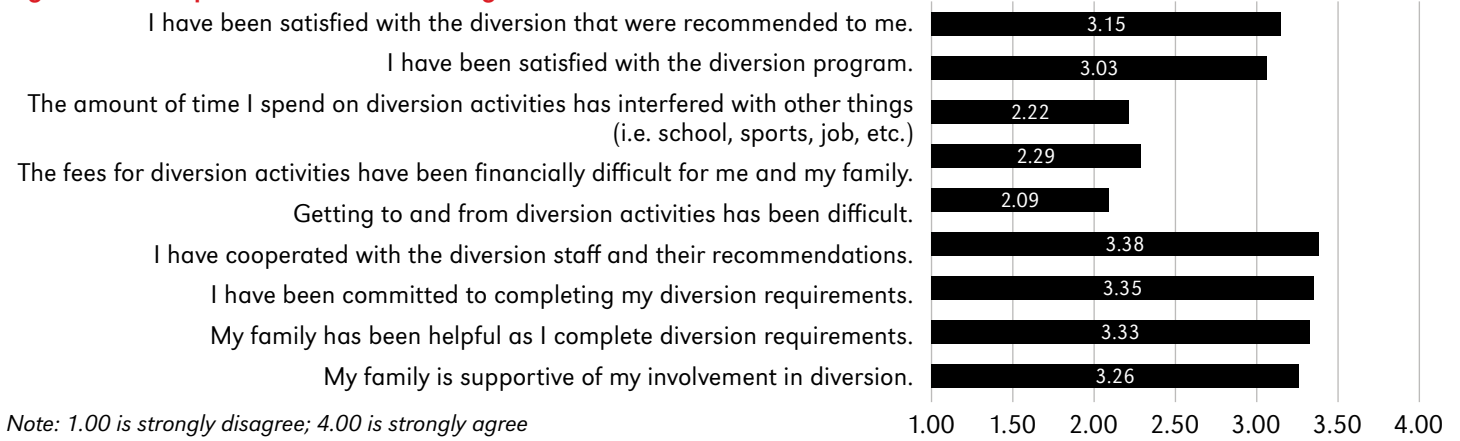 I have been satisfied with the diversion that were recommended to me. 3.15
I have been satisfied with the diversion program. 3.03
The amount of time I spend on diversion activities has interfered with other things
(i.e. school, sports, job, etc.) 2.22
The fees for diversion activities have been financially difficult for me and my family. 2.29
Getting to and from diversion activities has been difficult. 2.09
I have cooperated with the diversion staff and their recommendations. 3.38
I have been committed to completing my diversion requirements. 3.35
My family has been helpful as I complete diversion requirements. 3.33
My family is supportive of my involvement in diversion. 3.26
Note: 1.00 is strongly disagree; 4.00 is strongly agree
1.00 1.50 2.00 2.50 3.00 3.50 4.00